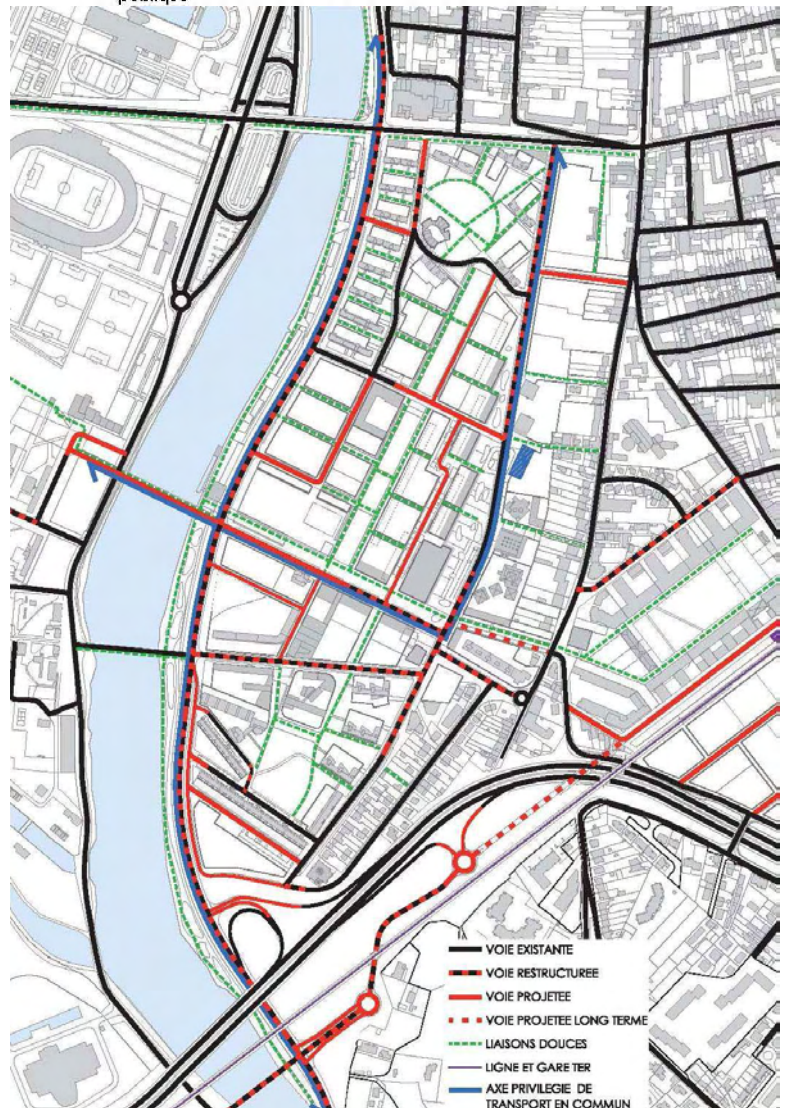 publique
VOIE EXISTANTE
VOIE RESTRUCTUREE
VOIE PROJETEE
VOIE PROJETEE LONG TERME
LIAISONS DOUCES
LIGNE ET GARE TER
AXE PRIVILEGIE DE
TRANSPORT EN COMMUN